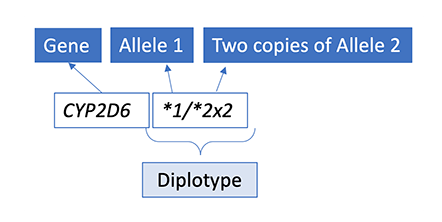 Gene Allele 1 Two copies of Allele 2
CYP2D6 *1/*2x2
Diplotype